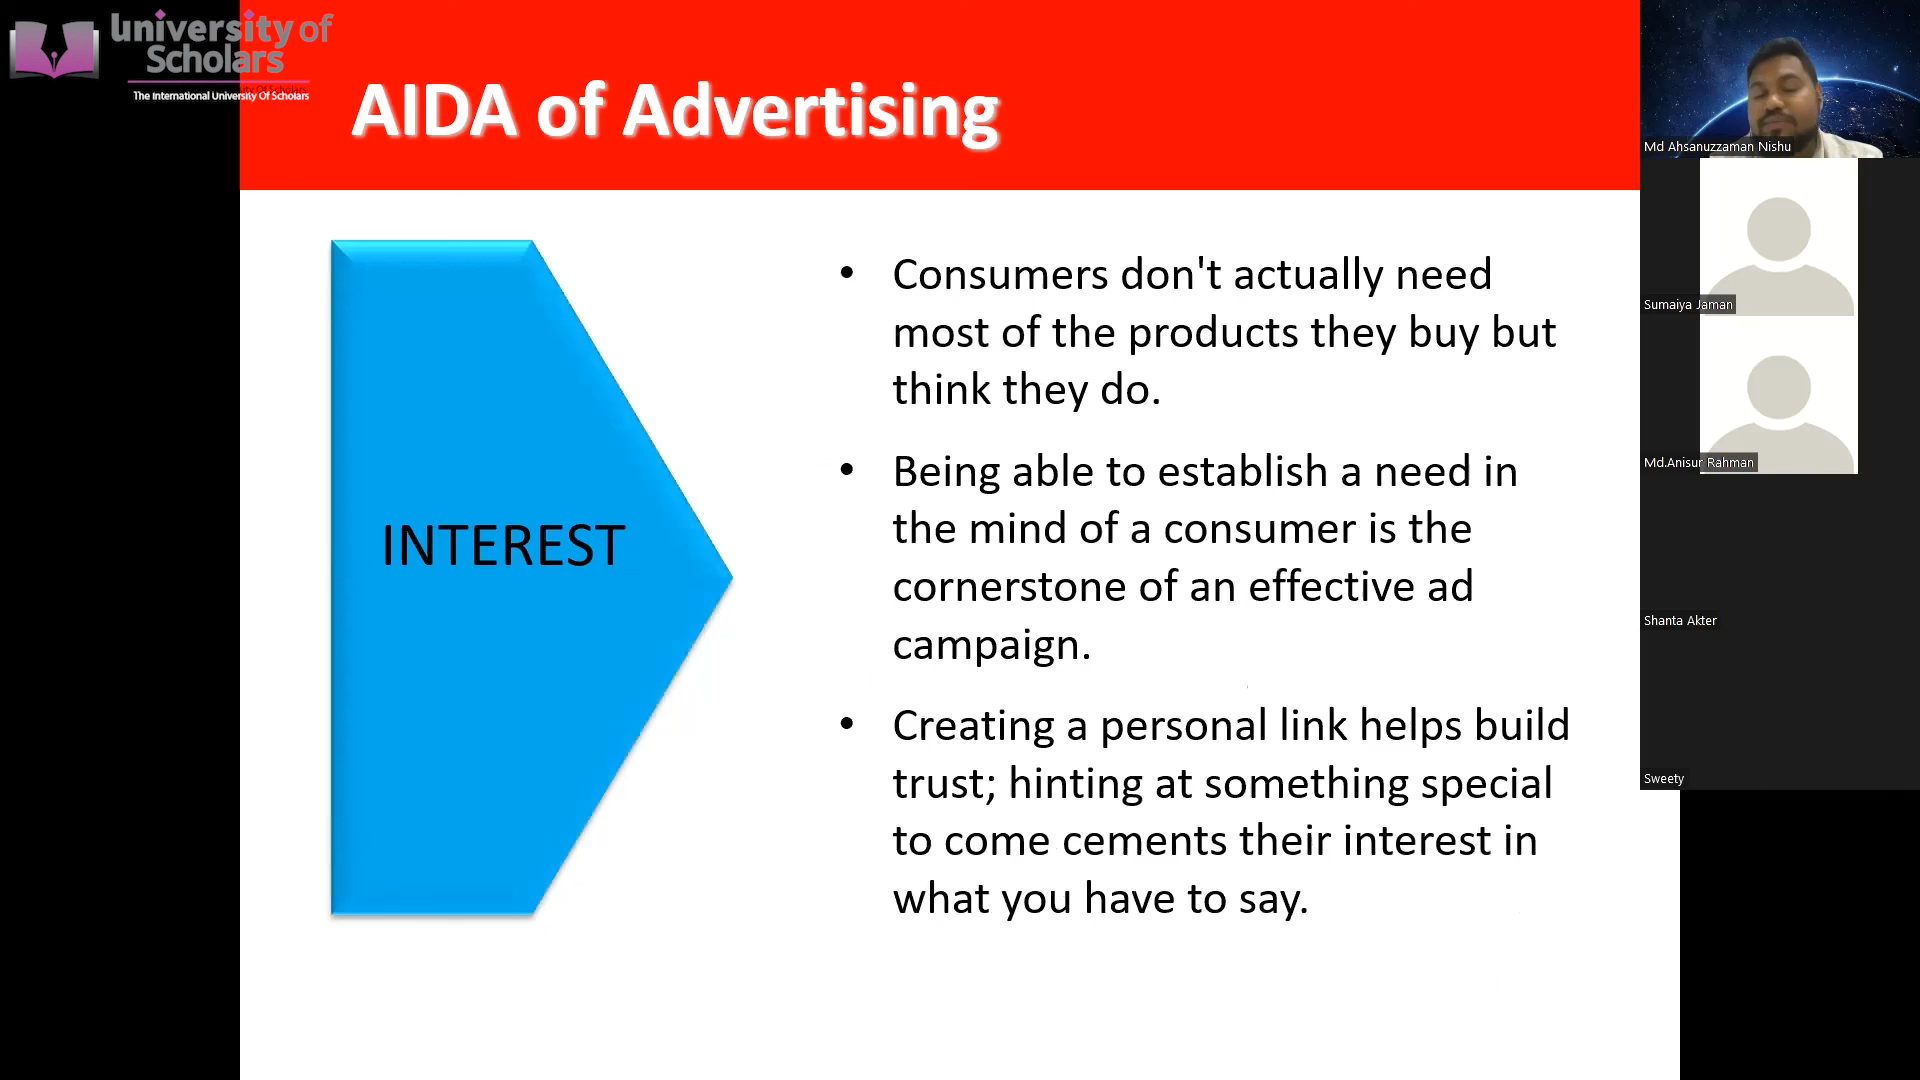 University of
Scholars
The International University Of Scholars
AIDA of Advertising
INTEREST
• Consumers don't actually need
most of the products they buy but
think they do.
• Being able to establish a need in
the mind of a consumer is the
cornerstone of an effective ad
campaign.
• Creating a personal link helps build
trust; hinting at something special
to come cements their interest in
what you have to say.
Md Ahsanuzzaman Nishu
Sumaiya Jaman
Md.Anisur Rahman
Shanta Akter
Sweety